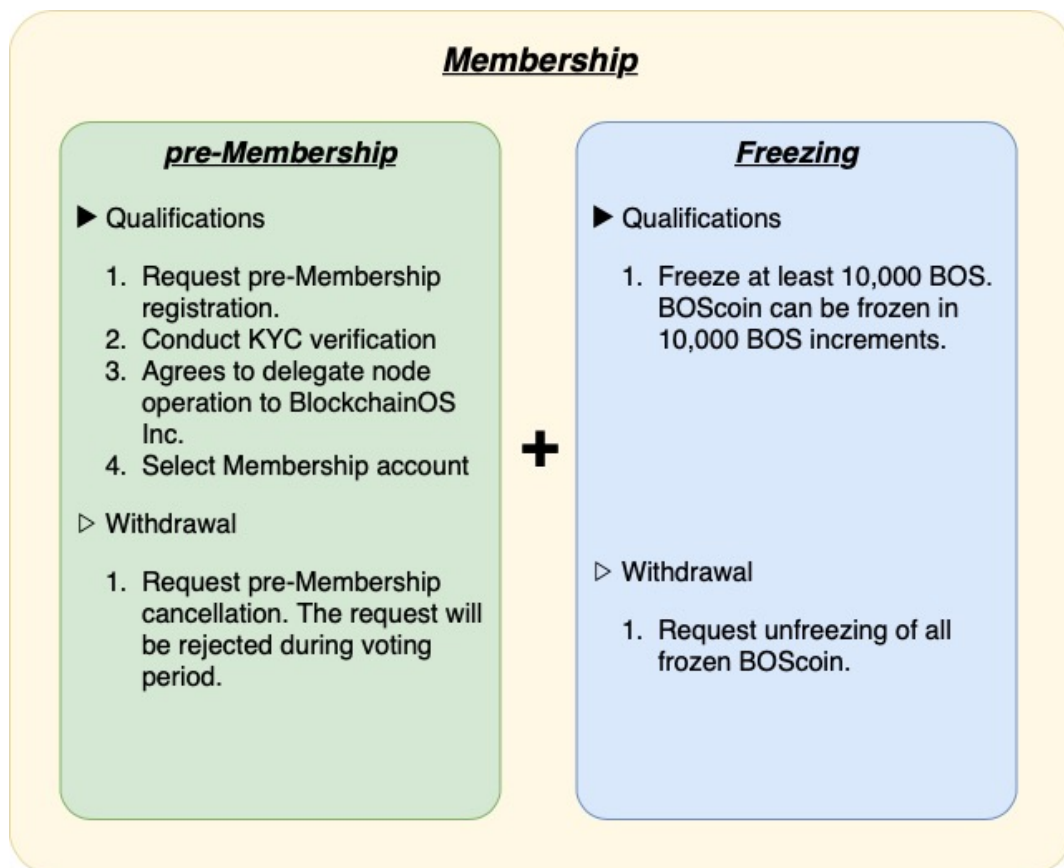 Membership
pre-Membership
▶ Qualifications
1. Request pre-Membership
registration.
2. Conduct KYC verification
3. Agrees to delegate node
operation to BlockchainOS
Inc.
4. Select Membership account
▷ Withdrawal
1. Request pre-Membership
cancellation. The request will
be rejected during voting
period.
+
Freezing
▶ Qualifications
1. Freeze at least 10,000 BOS.
BOScoin can be frozen in
10,000 BOS increments.
▷ Withdrawal
1. Request unfreezing of all
frozen BOScoin.